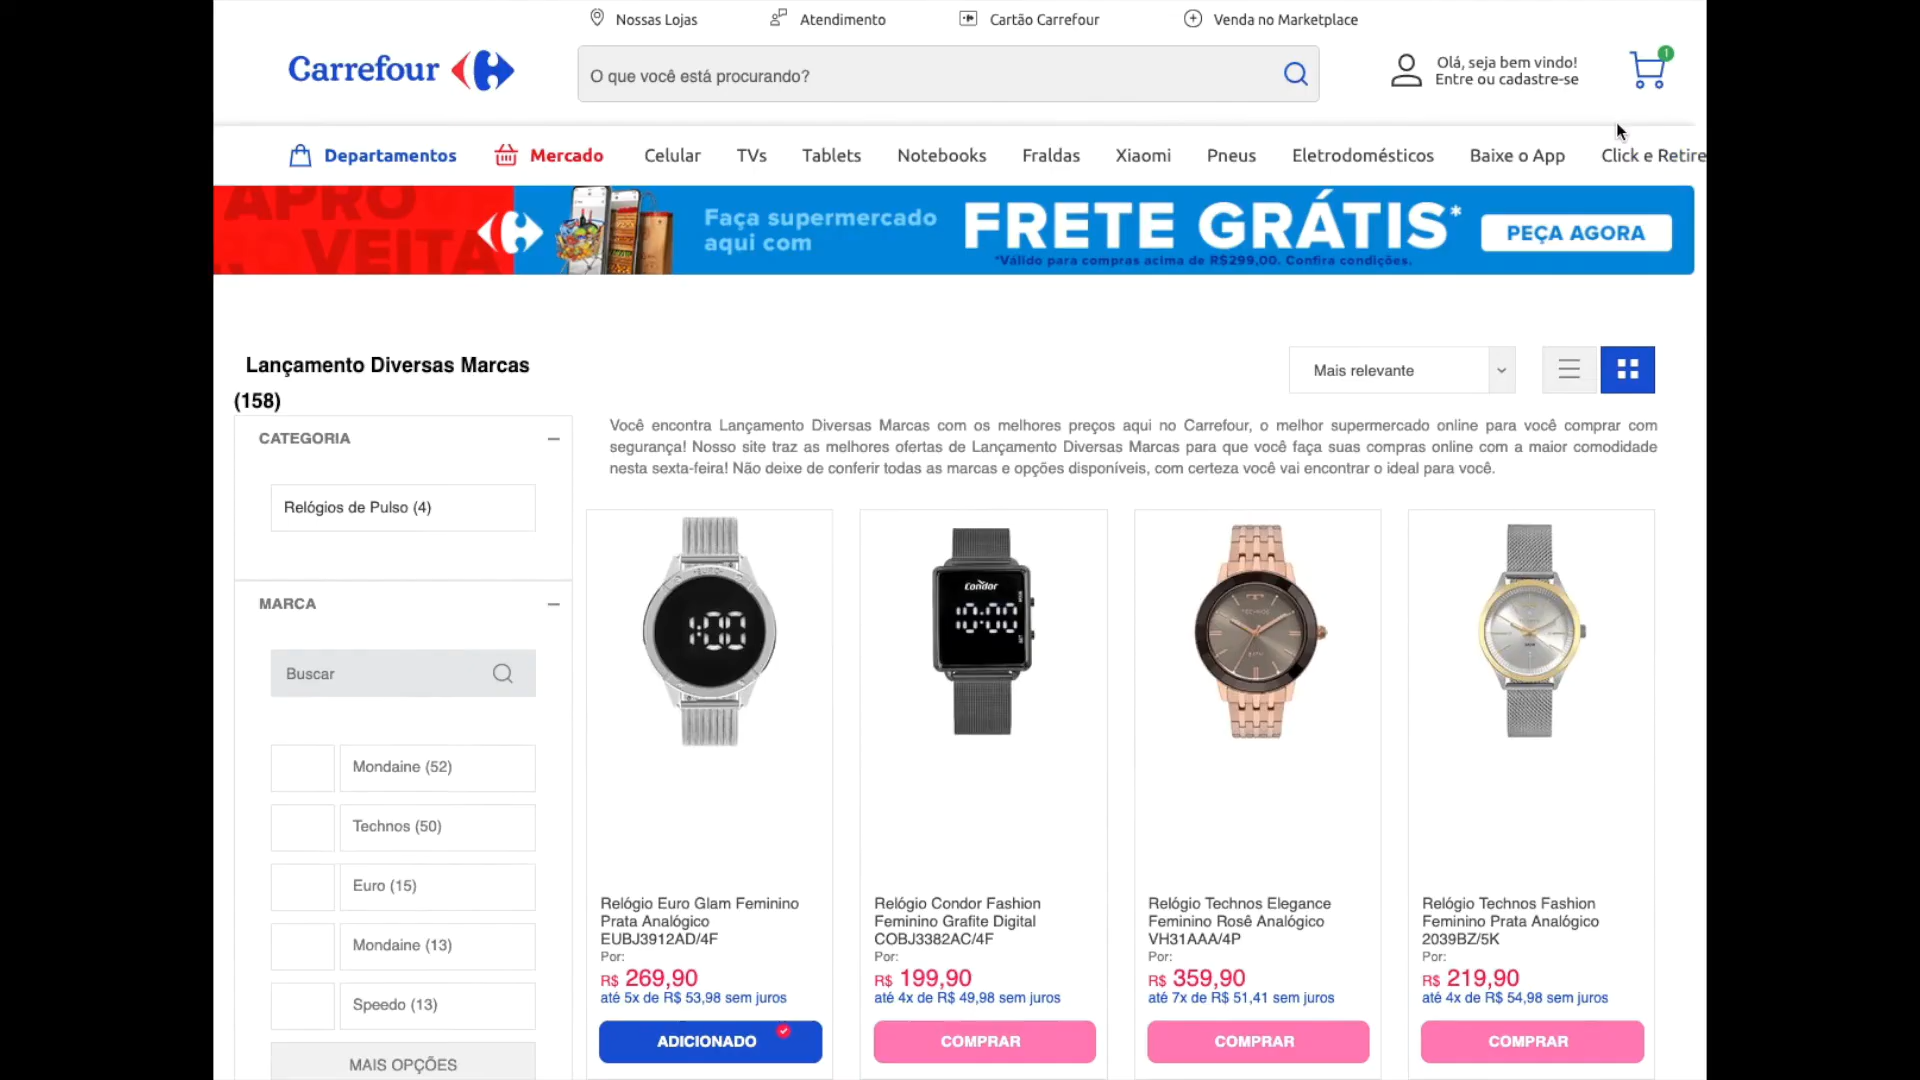 Nossas Lojas
Atendimento
Cartão Carrefour
Venda no Marketplace
Carrefour
O que você está procurando?
Olá, seja bem vindo!
Entre ou cadastre-se
1
Departamentos
Mercado
Celular
TVs
Tablets
Notebooks
Fraldas
Xiaomi
Pneus
Eletrodomésticos
Baixe o App
Click e Retire
APRO
VEITA
Faça supermercado
aqui com
FRETE GRÁTIS*
*Válido para compras acima de R$299,00. Confira condições.
PEÇA AGORA
Lançamento Diversas Marcas
(158)
Mais relevante
Você encontra Lançamento Diversas Marcas com os melhores preços aqui no Carrefour, o melhor supermercado online para você comprar com
segurança! Nosso site traz as melhores ofertas de Lançamento Diversas Marcas para que você faça suas compras online com a maior comodidade
nesta sexta-feira! Não deixe de conferir todas as marcas e opções disponíveis, com certeza você vai encontrar o ideal para você.
CATEGORIA
Relógios de Pulso (4)
MARCA
Buscar
Mondaine (52)
Technos (50)
Euro (15)
Mondaine (13)
Speedo (13)
MAIS OPÇÕES
Condor
TECHNOS
Relógio Euro Glam Feminino
Prata Analógico
EUBJ3912AD/4F
Por:
R$ 269,90
até 5x de R$ 53,98 sem juros
ADICIONADO
Relógio Condor Fashion
Feminino Grafite Digital
COBJ3382AC/4F
Por:
R$ 199,90
até 4x de R$ 49,98 sem juros
COMPRAR
Relógio Technos Elegance
Feminino Rosê Analógico
VH31AAA/4P
Por:
R$ 359,90
até 7x de R$ 51,41 sem juros
COMPRAR
Relógio Technos Fashion
Feminino Prata Analógico
2039BZ/5K
Por:
R$ 219,90
até 4x de R$ 54,98 sem juros
COMPRAR